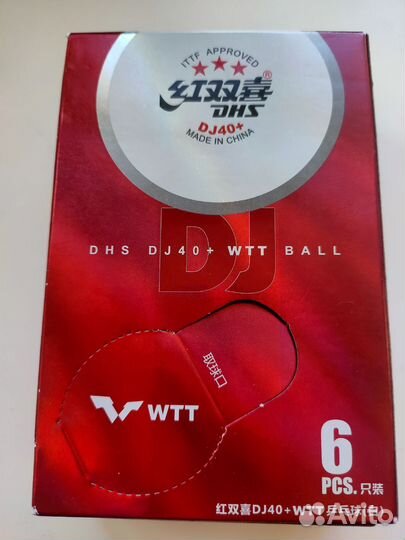 ITTF APPROVED
红双喜®
DHS
DJ40+
MADE IN CHINA
DJ
DHS DJ40+ WTT BALL
取球口
WTT
6
PCS. 只装
红双喜DJ40+WTT乒乓球(白)
Avito